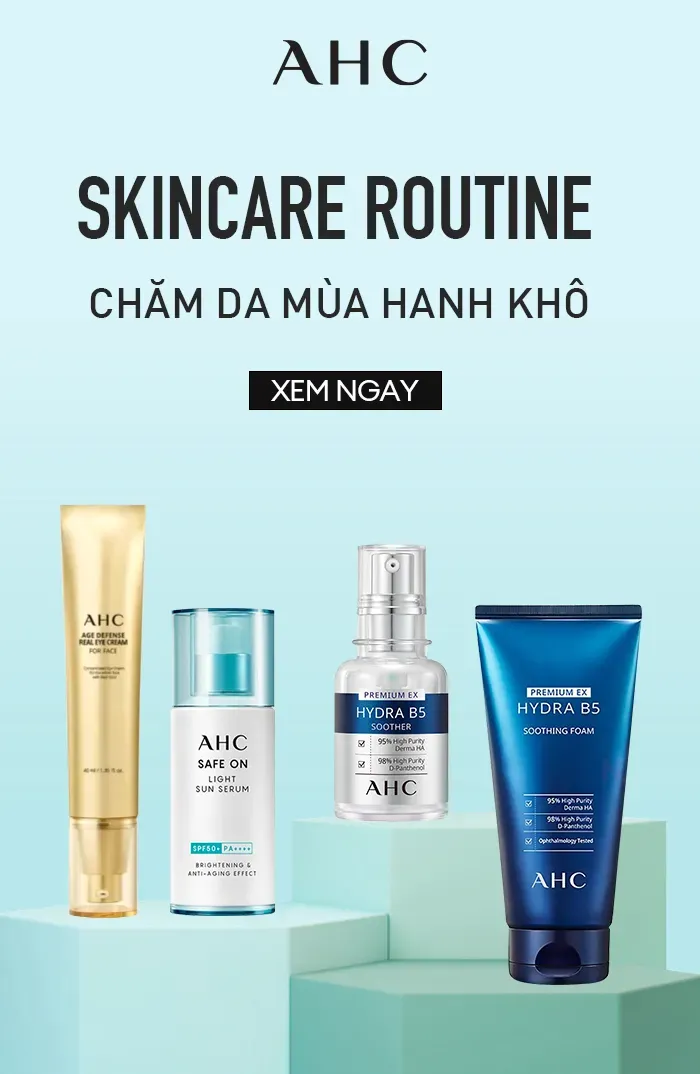 AHC
SKINCARE ROUTINE
CHĂM DA MÙA HANH KHÔ
XEM NGAY
AHC
AGE DEFENSE
REAL EYE CREAM
FOR FACE
AHC
SAFE ON
LIGHT
SUN SERUM
SPF50+ PA++++
BRIGHTENING &
ANTI-AGING EFFECT
PREMIUM EX
HYDRA B5
SOOTHER
95% High Purity
Derma HA
98% High Purity
D-Panthenol
AHC
PREMIUM EX
HYDRA B5
SOOTHING FOAM
95% High Purity
Derma HA
98% High Purity
D-Panthenol
Ophthalmology Tested
AHC